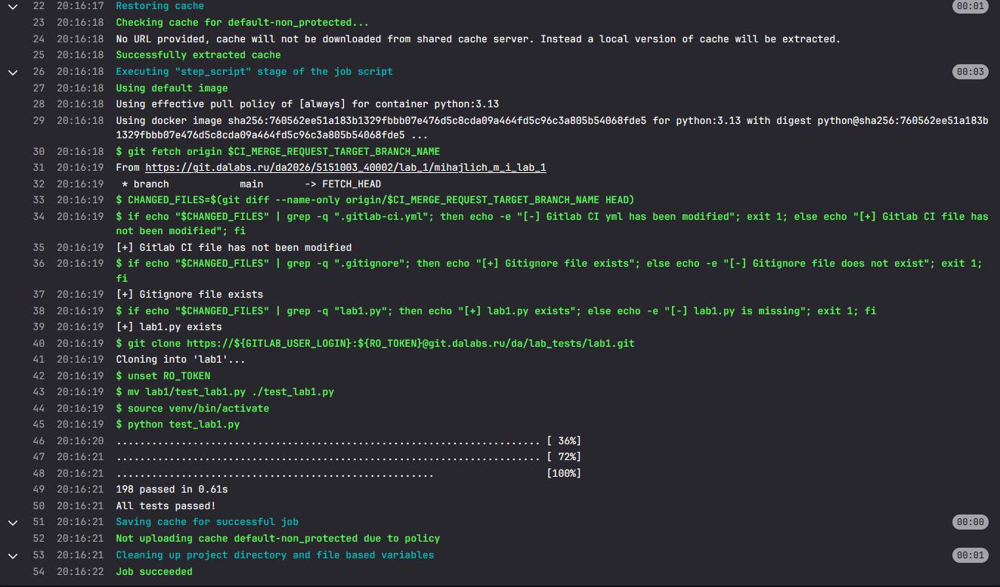 22 20:16:17 Restoring cache 00:01
23 20:16:18 Checking cache for default-non_protected...
24 20:16:18 No URL provided, cache will not be downloaded from shared cache server. Instead a local version of cache will be extracted.
25 20:16:18 Successfully extracted cache
26 20:16:18 Executing "step_script" stage of the job script 00:03
27 20:16:18 Using default image
28 20:16:18 Using effective pull policy of [always] for container python:3.13
29 20:16:18 Using docker image sha256:760562ee51a183b1329fbbb07e476d5c8cda09a464fd5c96c3a805b54068fde5 for python:3.13 with digest python@sha256:760562ee51a183b
1329fbbb07e476d5c8cda09a464fd5c96c3a805b54068fde5 ...
30 20:16:18 $ git fetch origin $CI_MERGE_REQUEST_TARGET_BRANCH_NAME
31 20:16:19 From https://git.dalabs.ru/da2026/5151003_40002/lab_1/mihajlich_m_i_lab_1
32 20:16:19  * branch            main       -> FETCH_HEAD
33 20:16:19 $ CHANGED_FILES=$(git diff --name-only origin/$CI_MERGE_REQUEST_TARGET_BRANCH_NAME HEAD)
34 20:16:19 $ if echo "$CHANGED_FILES" | grep -q ".gitlab-ci.yml"; then echo -e "[-] Gitlab CI yml has been modified"; exit 1; else echo "[+] Gitlab CI file has
not been modified"; fi
35 20:16:19 [+] Gitlab CI file has not been modified
36 20:16:19 $ if echo "$CHANGED_FILES" | grep -q ".gitignore"; then echo "[+] Gitignore file exists"; else echo -e "[-] Gitignore file does not exist"; exit 1;
fi
37 20:16:19 [+] Gitignore file exists
38 20:16:19 $ if echo "$CHANGED_FILES" | grep -q "lab1.py"; then echo "[+] lab1.py exists"; else echo -e "[-] lab1.py is missing"; exit 1; fi
39 20:16:19 [+] lab1.py exists
40 20:16:19 $ git clone https://${GITLAB_USER_LOGIN}:${RO_TOKEN}@git.dalabs.ru/da/lab_tests/lab1.git
41 20:16:19 Cloning into 'lab1'...
42 20:16:19 $ unset RO_TOKEN
43 20:16:19 $ mv lab1/test_lab1.py ./test_lab1.py
44 20:16:19 $ source venv/bin/activate
45 20:16:19 $ python test_lab1.py
46 20:16:20 ........................................................................ [ 36%]
47 20:16:21 ........................................................................ [ 72%]
48 20:16:21 ......................................................                   [100%]
49 20:16:21 198 passed in 0.61s
50 20:16:21 All tests passed!
51 20:16:21 Saving cache for successful job 00:00
52 20:16:21 Not uploading cache default-non_protected due to policy
53 20:16:21 Cleaning up project directory and file based variables 00:01
54 20:16:22 Job succeeded